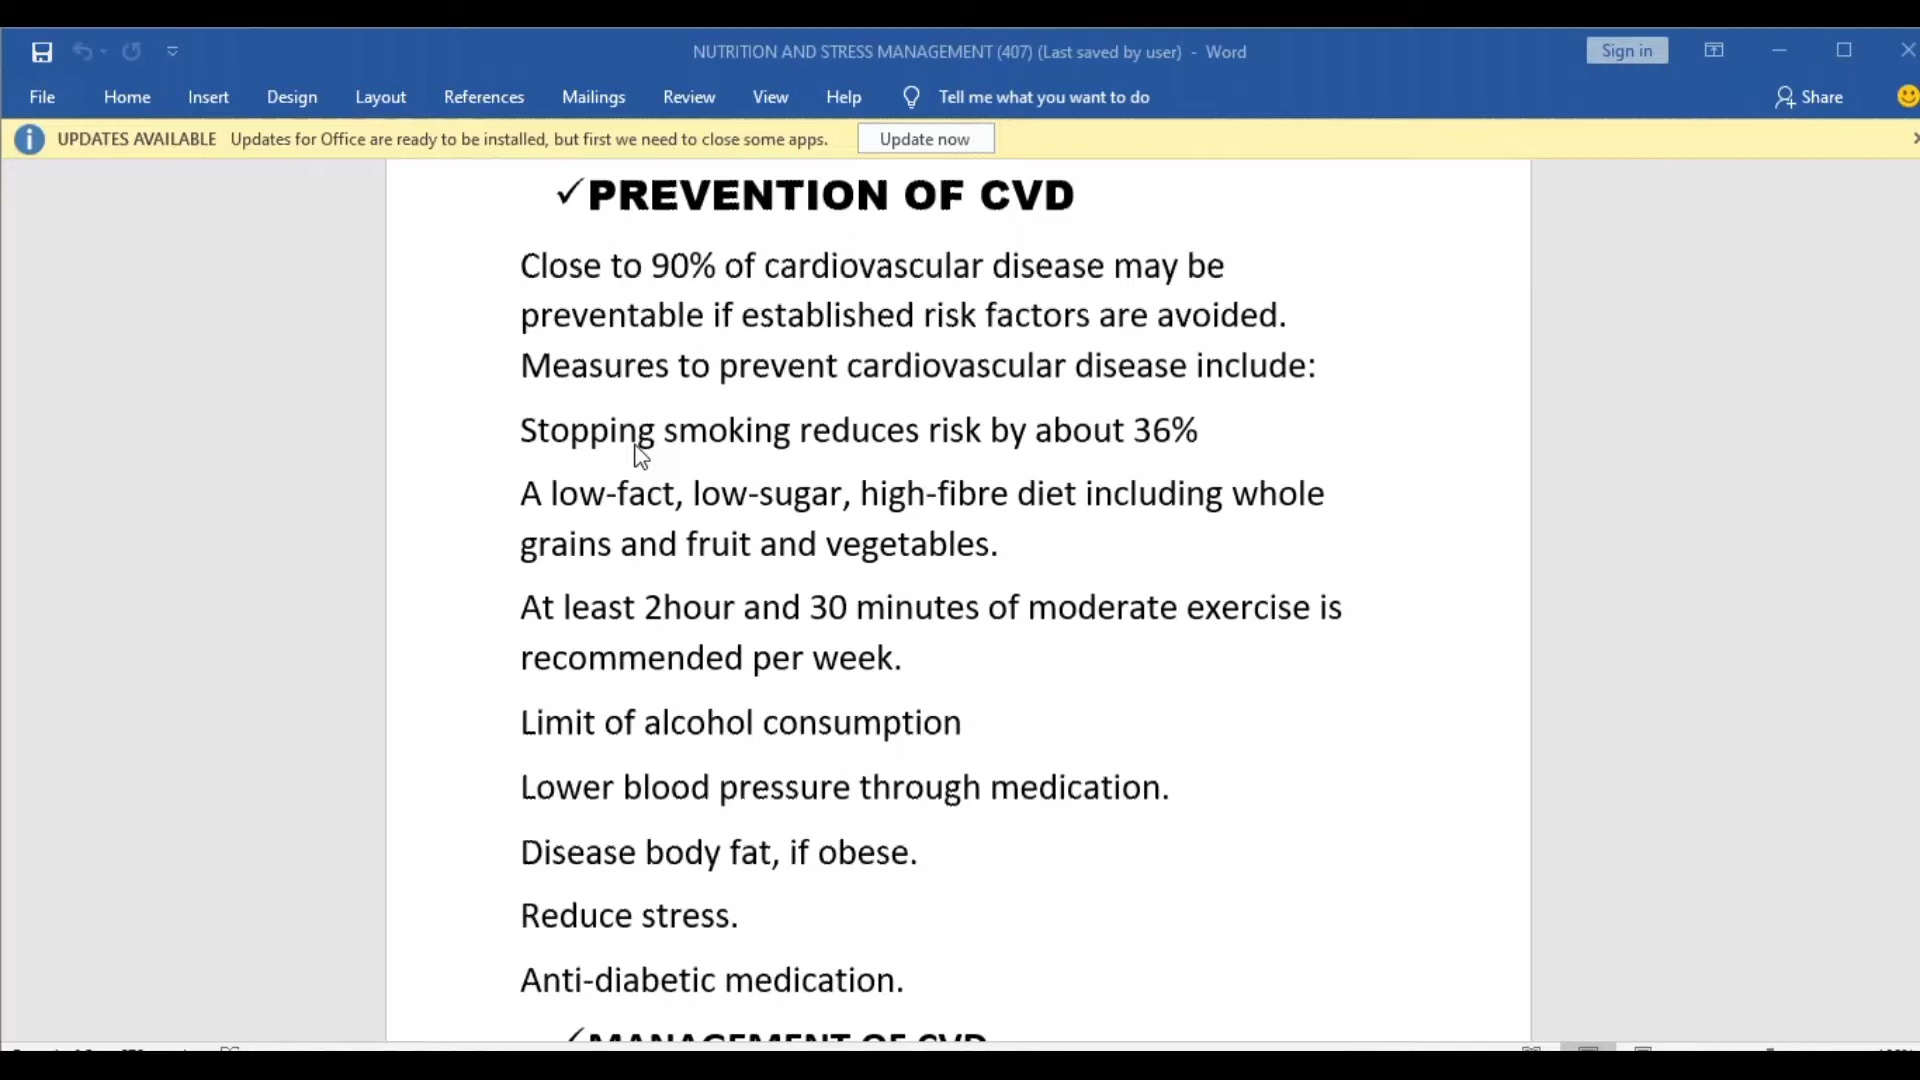 NUTRITION AND STRESS MANAGEMENT (407) (Last saved by user) - Word
Sign in
File Home Insert Design Layout References Mailings Review View Help Tell me what you want to do Share
UPDATES AVAILABLE Updates for Office are ready to be installed, but first we need to close some apps. Update now
✓PREVENTION OF CVD
Close to 90% of cardiovascular disease may be
preventable if established risk factors are avoided.
Measures to prevent cardiovascular disease include:
Stopping smoking reduces risk by about 36%
A low-fact, low-sugar, high-fibre diet including whole
grains and fruit and vegetables.
At least 2hour and 30 minutes of moderate exercise is
recommended per week.
Limit of alcohol consumption
Lower blood pressure through medication.
Disease body fat, if obese.
Reduce stress.
Anti-diabetic medication.
✓MANAGEMENT OF CVD